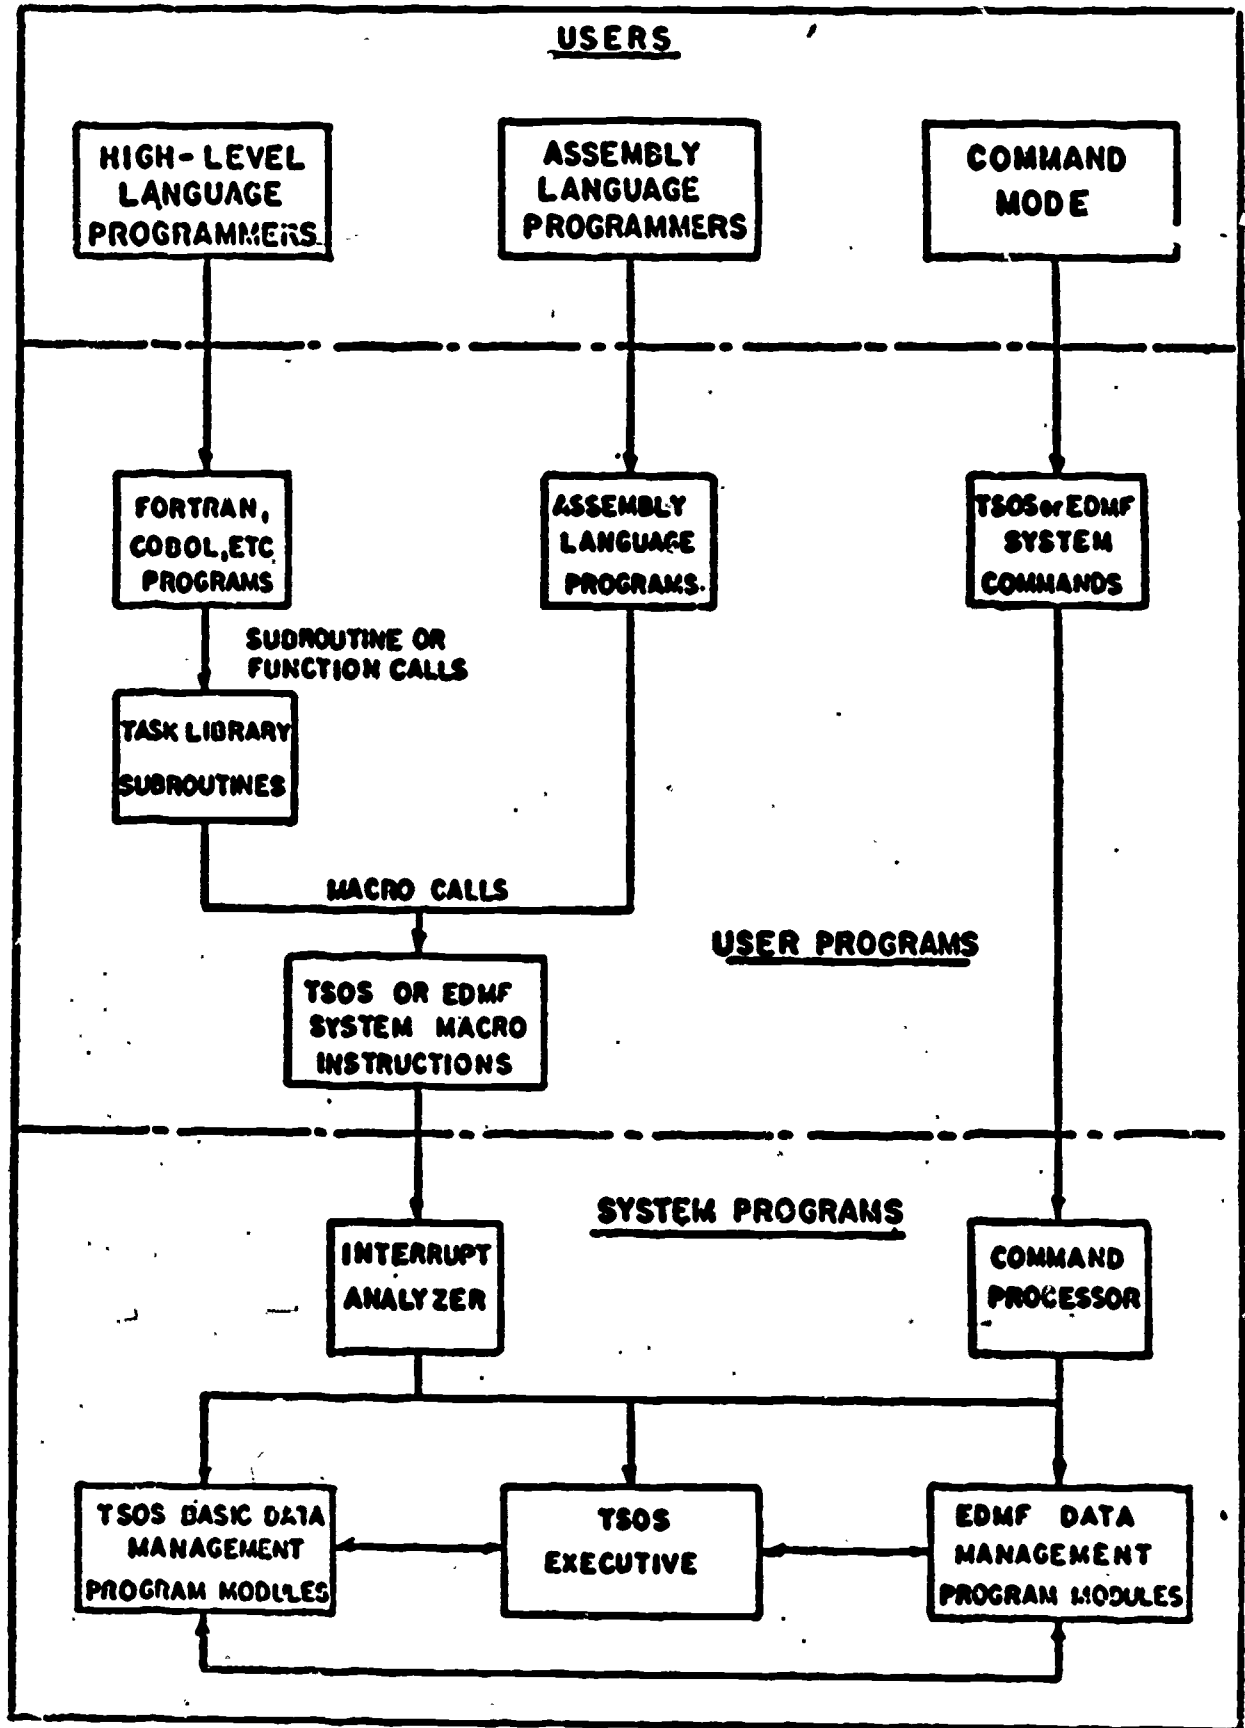 USERS
HIGH-LEVEL
LANGUAGE
PROGRAMMERS
ASSEMBLY
LANGUAGE
PROGRAMMERS
COMMAND
MODE
FORTRAN,
COBOL, ETC
PROGRAMS
ASSEMBLY
LANGUAGE
PROGRAMS.
TSOS or EDMF
SYSTEM
COMMANDS
SUBROUTINE OR
FUNCTION CALLS
TASK LIBRARY
SUBROUTINES
MACRO CALLS
USER PROGRAMS
TSOS OR EDMF
SYSTEM MACRO
INSTRUCTIONS
SYSTEM PROGRAMS
INTERRUPT
ANALYZER
COMMAND
PROCESSOR
TSOS BASIC DATA
MANAGEMENT
PROGRAM MODULES
TSOS
EXECUTIVE
EDMF DATA
MANAGEMENT
PROGRAM MODULES